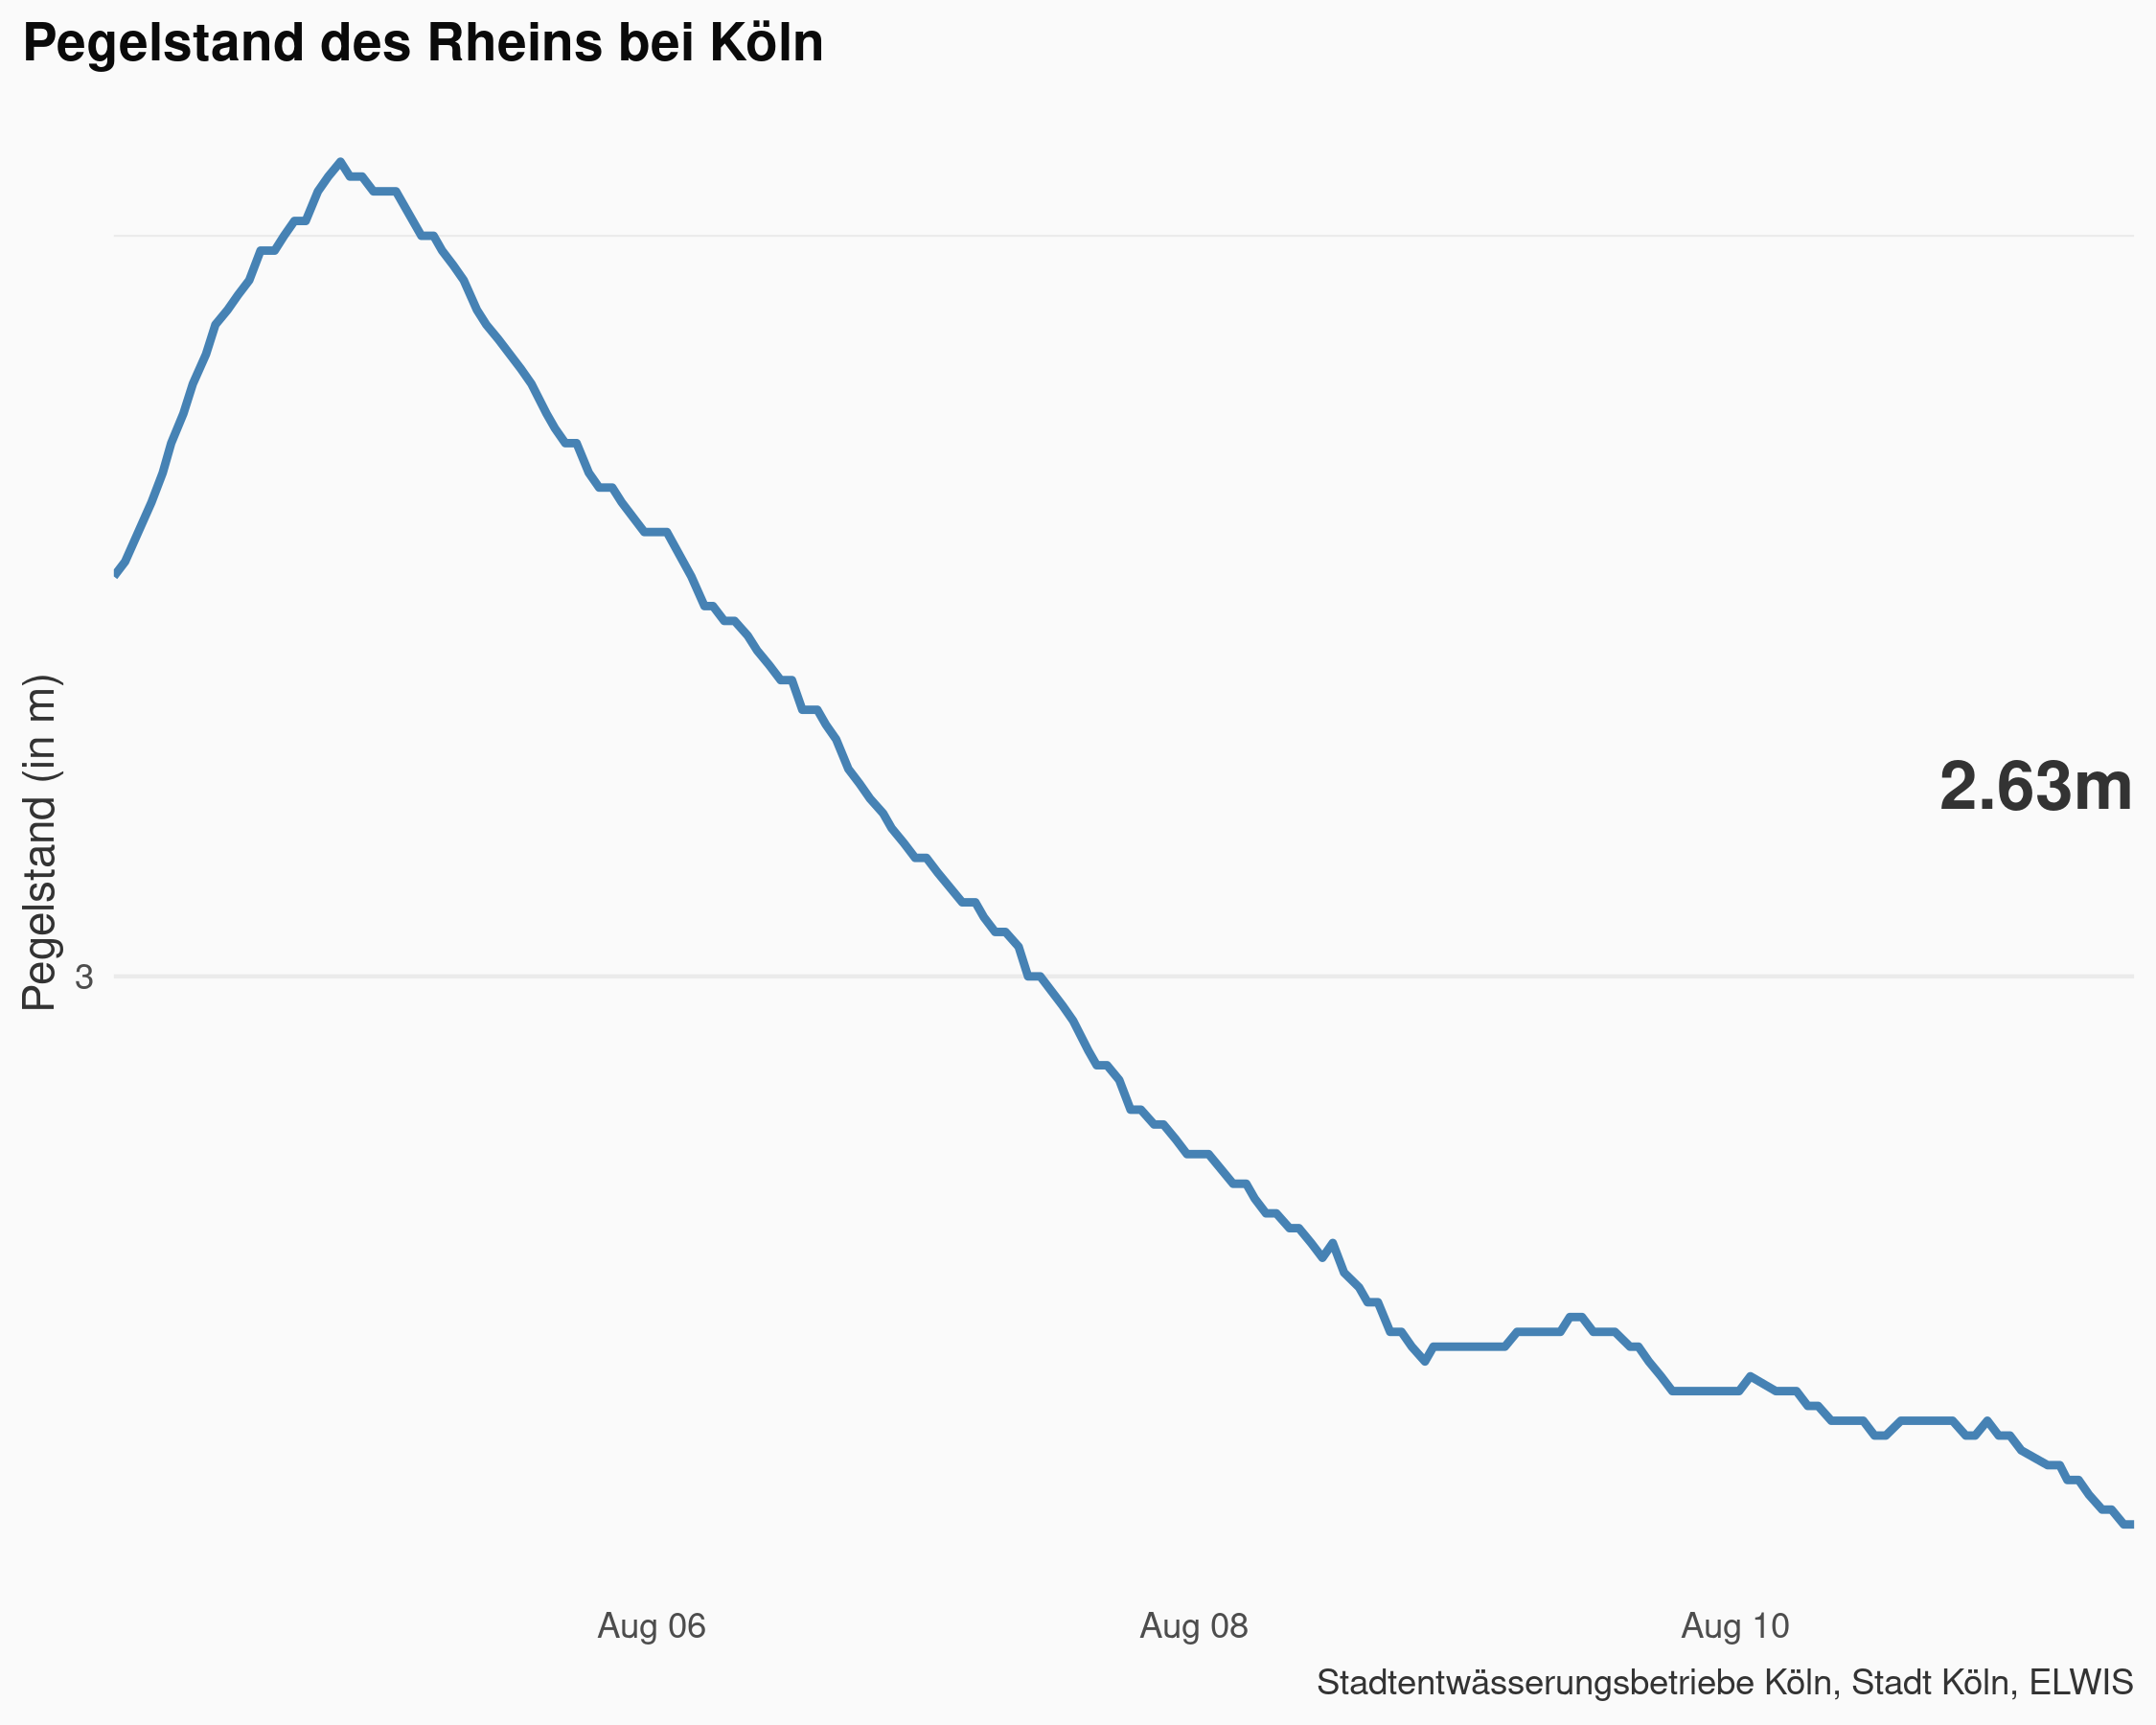 Pegelstand des Rheins bei Köln
Pegelstand (in m)
2.63m
3
Aug 06
Aug 08
Aug 10
Stadtentwässerungsbetriebe Köln, Stadt Köln, ELWIS